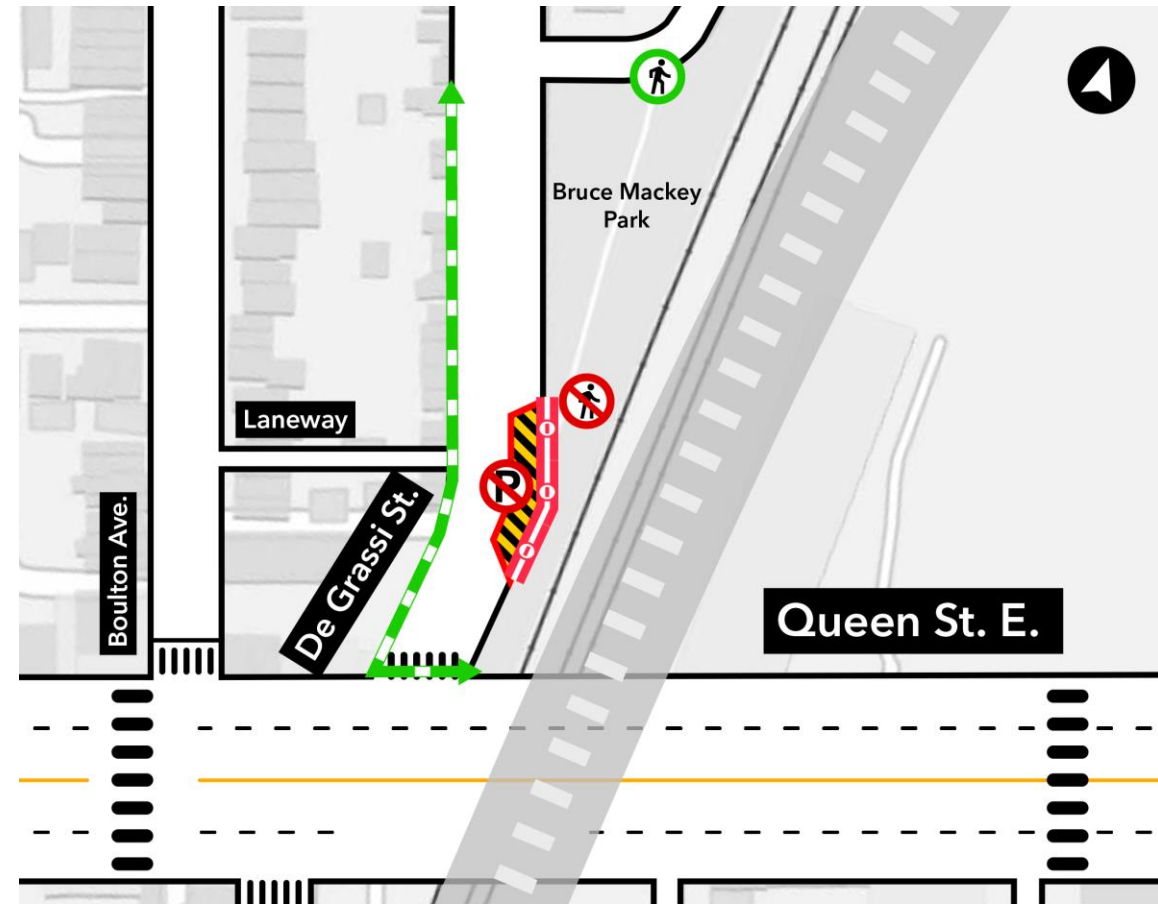 Bruce Mackey
Park
Laneway
P
De Grassi St.
Boulton Ave.
Queen St. E.